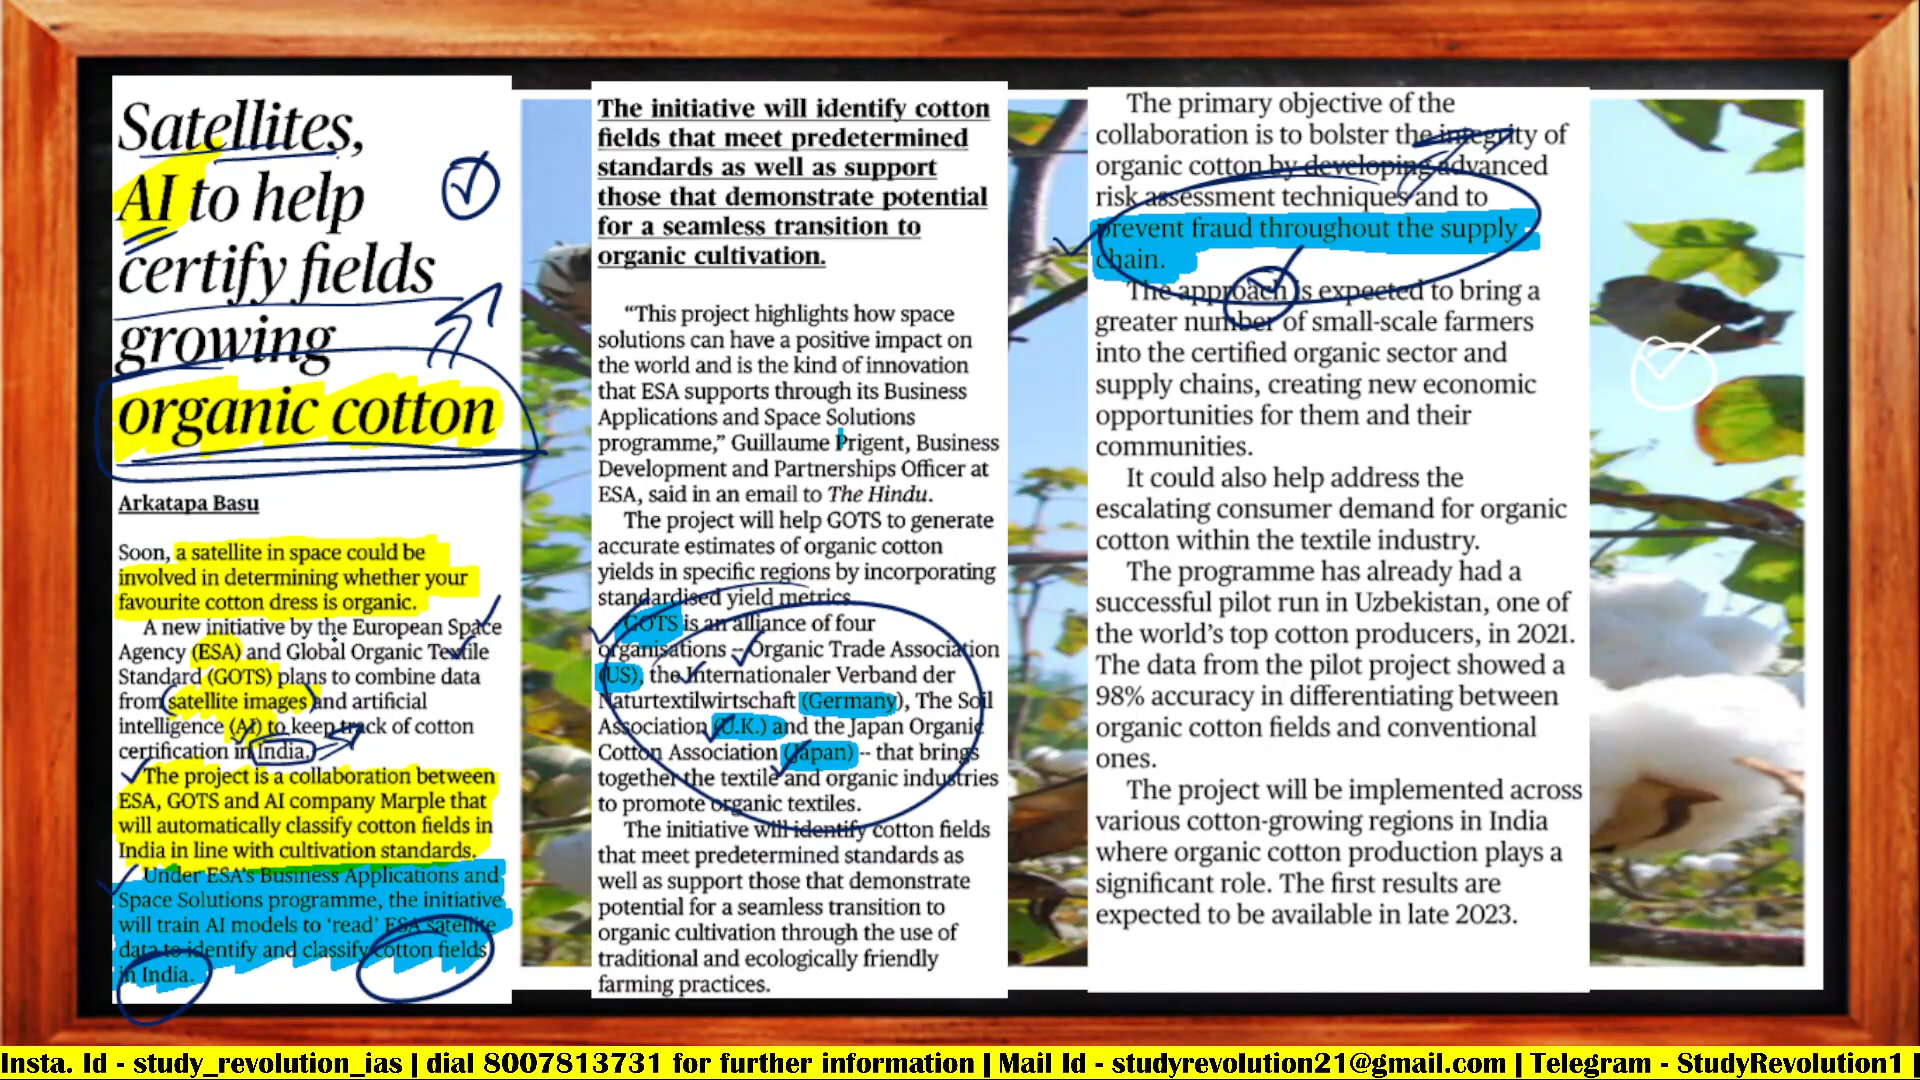 Satellites,
AI to help
certify fields
growing
organic cotton
Arkatapa Basu
Soon, a satellite in space could be
involved in determining whether your
favourite cotton dress is organic.
A new initiative by the European Space
Agency (ESA) and Global Organic Textile
Standard (GOTS) plans to combine data
from satellite images and artificial
intelligence (AI) to keep track of cotton
certification in India.
The project is a collaboration between
ESA, GOTS and AI company Marple that
will automatically classify cotton fields in
India in line with cultivation standards.
Under ESA's Business Applications and
Space Solutions programme, the initiative
will train AI models to 'read' ESA satellite
data to identify and classify cotton fields
in India.
The initiative will identify cotton
fields that meet predetermined
standards as well as support
those that demonstrate potential
for a seamless transition to
organic cultivation.
“This project highlights how space
solutions can have a positive impact on
the world and is the kind of innovation
that ESA supports through its Business
Applications and Space Solutions
programme,” Guillaume Prigent, Business
Development and Partnerships Officer at
ESA, said in an email to The Hindu.
The project will help GOTS to generate
accurate estimates of organic cotton
yields in specific regions by incorporating
standardised yield metrics.
GOTS is an alliance of four
organisations -- Organic Trade Association
(US), the Internationaler Verband der
Naturtextilwirtschaft (Germany), The Soil
Association (U.K.) and the Japan Organic
Cotton Association (Japan) -- that brings
together the textile and organic industries
to promote organic textiles.
The initiative will identify cotton fields
that meet predetermined standards as
well as support those that demonstrate
potential for a seamless transition to
organic cultivation through the use of
traditional and ecologically friendly
farming practices.
The primary objective of the
collaboration is to bolster the integrity of
organic cotton by developing advanced
risk assessment techniques and to
prevent fraud throughout the supply
chain.
The approach is expected to bring a
greater number of small-scale farmers
into the certified organic sector and
supply chains, creating new economic
opportunities for them and their
communities.
It could also help address the
escalating consumer demand for organic
cotton within the textile industry.
The programme has already had a
successful pilot run in Uzbekistan, one of
the world's top cotton producers, in 2021.
The data from the pilot project showed a
98% accuracy in differentiating between
organic cotton fields and conventional
ones.
The project will be implemented across
various cotton-growing regions in India
where organic cotton production plays a
significant role. The first results are
expected to be available in late 2023.
Insta. Id - study_revolution_ias | dial 8007813731 for further information | Mail Id - studyrevolution21@gmail.com | Telegram - StudyRevolution1 |